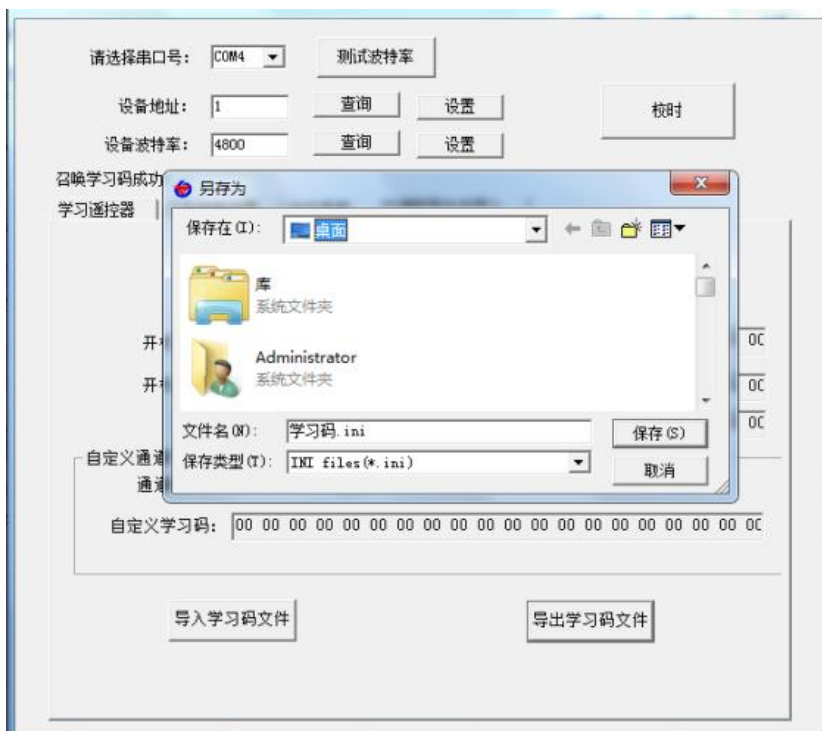 请选择串口号: COM4 测试波特率
设备地址: 1 查询 设置 校时
设备波特率: 4800 查询 设置
召唤学习码成功
另存为
学习遥控器
保存在(I): 桌面
库
系统文件夹
Administrator
系统文件夹
开 0C
开 0C
0C
文件名(N): 学习码.ini 保存(S)
自定义通道
保存类型(T): INI files(*.ini) 取消
通道
自定义学习码: 00 00 00 00 00 00 00 00 00 00 00 00 00 00 00 00 00 00 00 0C
导入学习码文件 导出学习码文件